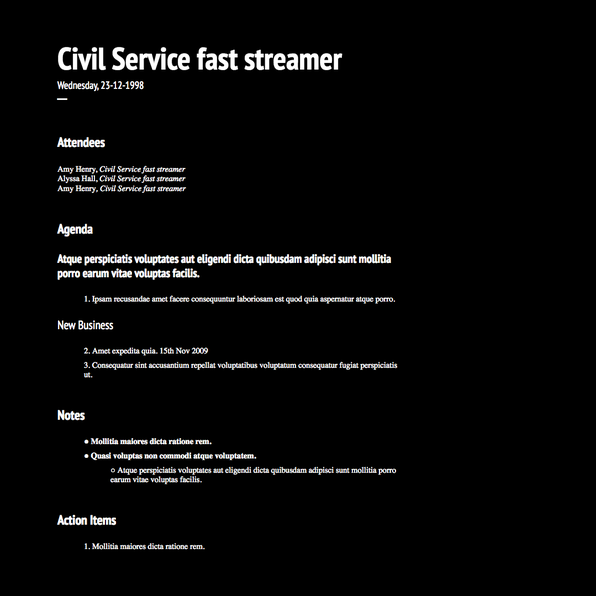 Civil Service fast streamer
Wednesday, 23-12-1998
Attendees
Amy Henry, Civil Service fast streamer
Alyssa Hall, Civil Service fast streamer
Amy Henry, Civil Service fast streamer
Agenda
Atque perspiciatis voluptates aut eligendi dicta quibusdam adipisci sunt mollitia
porro earum vitae voluptas facilis.
1. Ipsam recusandae amet facere consequuntur laboriosam est quod quia aspernatur atque porro.
New Business
2. Amet expedita quia. 15th Nov 2009
3. Consequatur sint accusantium repellat voluptatibus voluptatum consequatur fugiat perspiciatis
ut.
Notes
● Mollitia maiores dicta ratione rem.
● Quasi voluptas non commodi atque voluptatem.
○ Atque perspiciatis voluptates aut eligendi dicta quibusdam adipisci sunt mollitia porro
earum vitae voluptas facilis.
Action Items
1. Mollitia maiores dicta ratione rem.